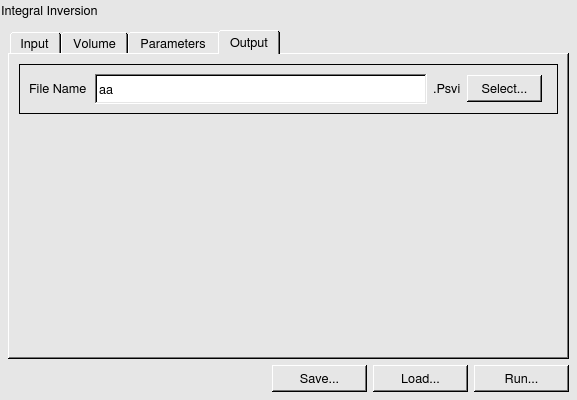 Integral Inversion
Input Volume Parameters Output
File Name aa .Psvi Select...
Save... Load... Run...